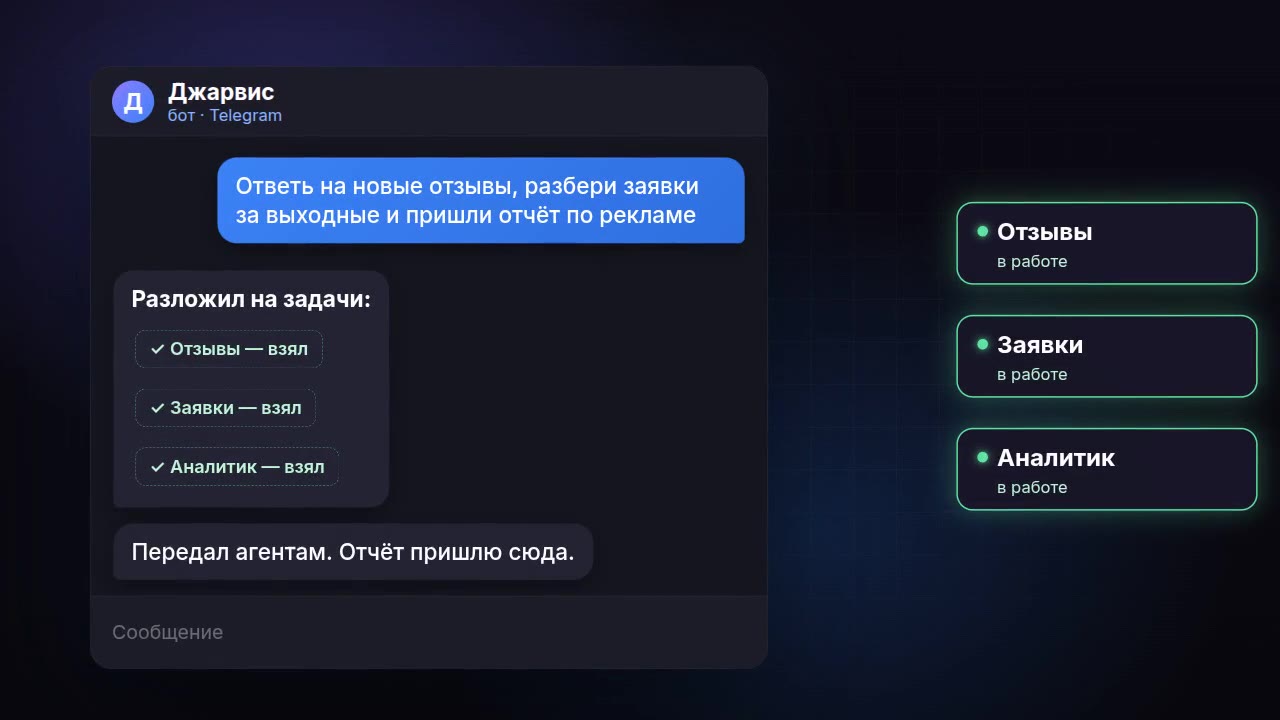 Д
Джарвис
бот · Telegram
Ответь на новые отзывы, разбери заявки
за выходные и пришли отчёт по рекламе
Разложил на задачи:
✓ Отзывы — взял
✓ Заявки — взял
✓ Аналитик — взял
Передал агентам. Отчёт пришлю сюда.
Сообщение
Отзывы
в работе
Заявки
в работе
Аналитик
в работе